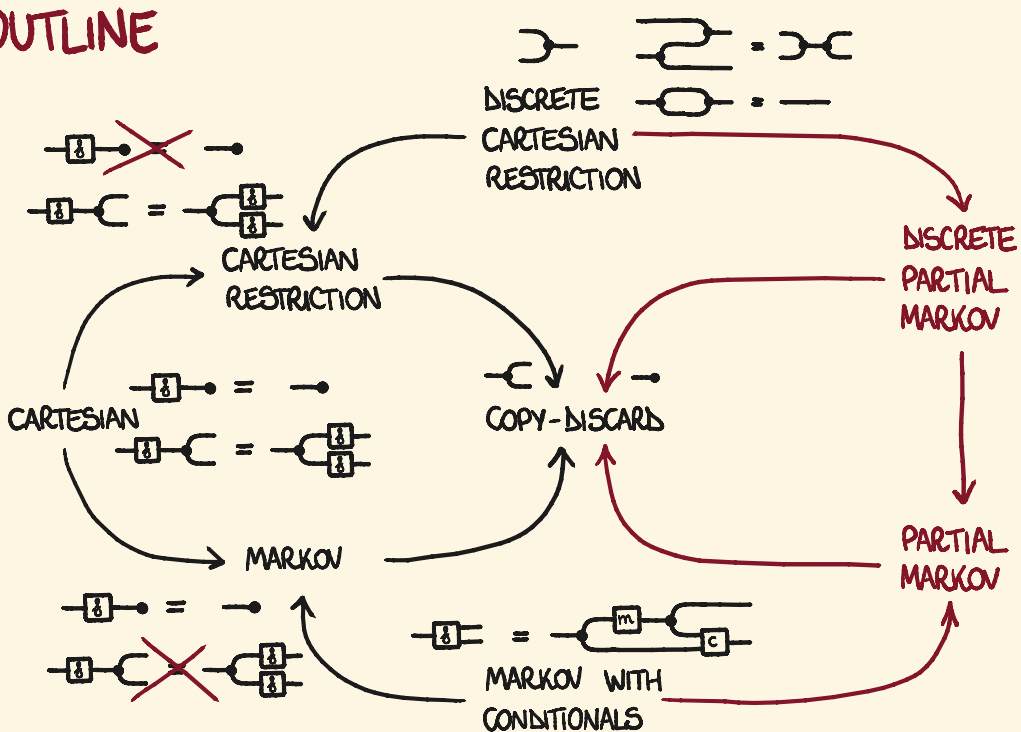 OUTLINE
DISCRETE
CARTESIAN
RESTRICTION
=
=
f =
f = f f
CARTESIAN
RESTRICTION
DISCRETE
PARTIAL
MARKOV
f =
CARTESIAN
f = f f
COPY-DISCARD
MARKOV
PARTIAL
MARKOV
f =
f = f f
f = m c
MARKOV WITH
CONDITIONALS